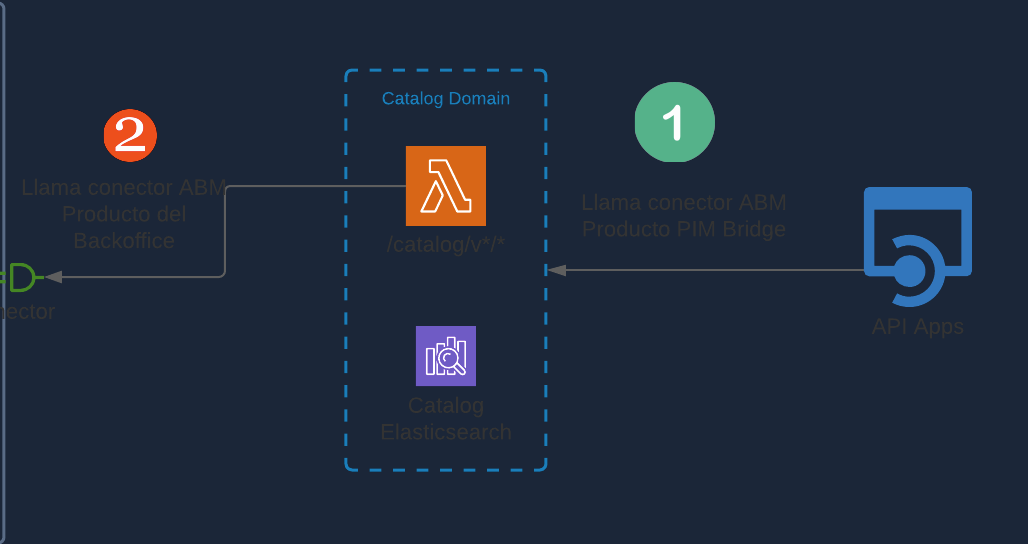 Catalog Domain
2
1
Llama conector ABM
Producto del
Backoffice
/catalog/v*/*
Llama conector ABM
Producto PIM Bridge
ector
API Apps
Catalog
Elasticsearch